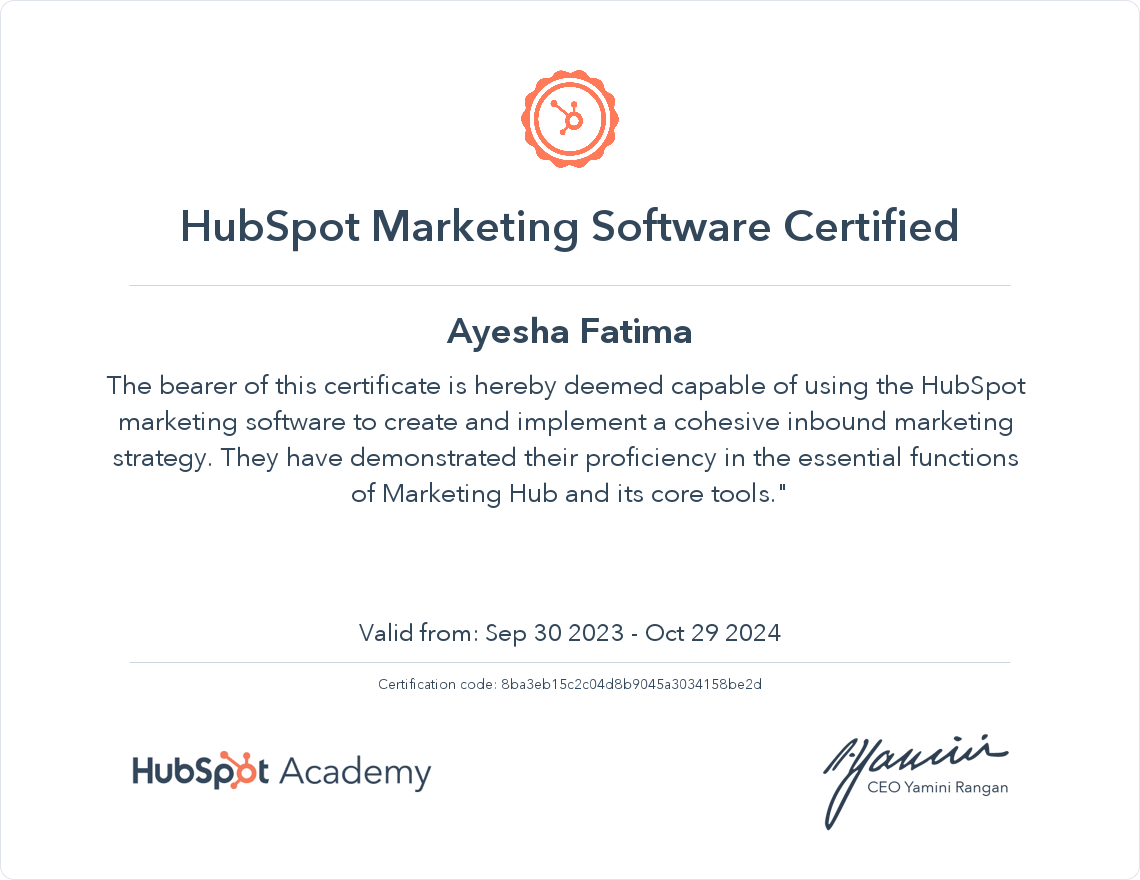 HubSpot Marketing Software Certified
Ayesha Fatima
The bearer of this certificate is hereby deemed capable of using the HubSpot
marketing software to create and implement a cohesive inbound marketing
strategy. They have demonstrated their proficiency in the essential functions
of Marketing Hub and its core tools."
Valid from: Sep 30 2023 - Oct 29 2024
Certification code: 8ba3eb15c2c04d8b9045a3034158be2d
HubSpot Academy
CEO Yamini Rangan